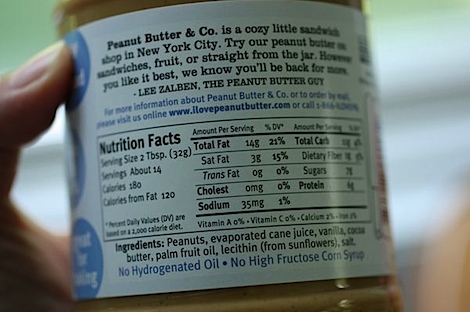 Peanut Butter & Co. is a cozy little sandwich
shop in New York City. Try our peanut butter on
sandwiches, fruit, or straight from the jar. However
you like it best, we know you'll be back for more.
- LEE ZALBEN, THE PEANUT BUTTER GUY
For more information about Peanut Butter & Co. or to order by mail,
please visit us online www.ilovepeanutbutter.com or call
Nutrition Facts
Serving Size 2 Tbsp. (32g)
Servings About 14
Calories 180
Calories from Fat 120
* Percent Daily Values (DV) are
based on a 2,000 calorie diet.
Amount Per Serving % DV* Amount Per Serving
Total Fat 14g 21% Total Carb
Sat Fat 3g 15% Dietary Fiber
Trans Fat 0g 0% Sugars
Cholest 0mg 0% Protein 6g
Sodium 35mg 1%
Vitamin A 0% • Vitamin C 0% • Calcium 2% • Iron
Ingredients: Peanuts, evaporated cane juice, vanilla, cocoa
butter, palm fruit oil, lecithin (from sunflowers), salt.
No Hydrogenated Oil • No High Fructose Corn Syrup